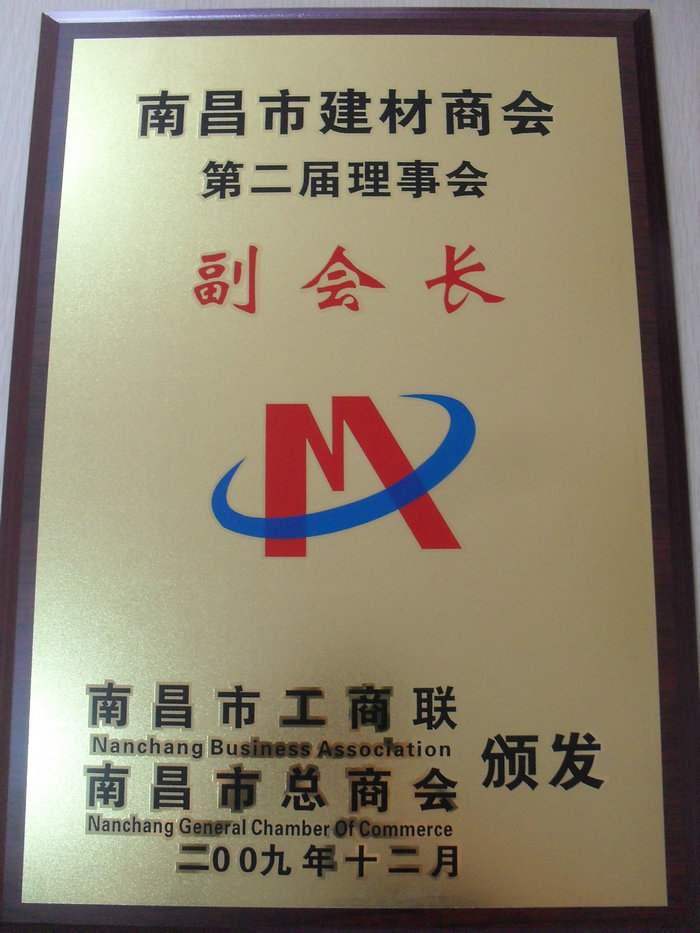 南昌市建材商会
第二届理事会
副会长
南昌市工商联
Nanchang Business Association
南昌市总商会
Nanchang General Chamber Of Commerce
颁发
二00九年十二月